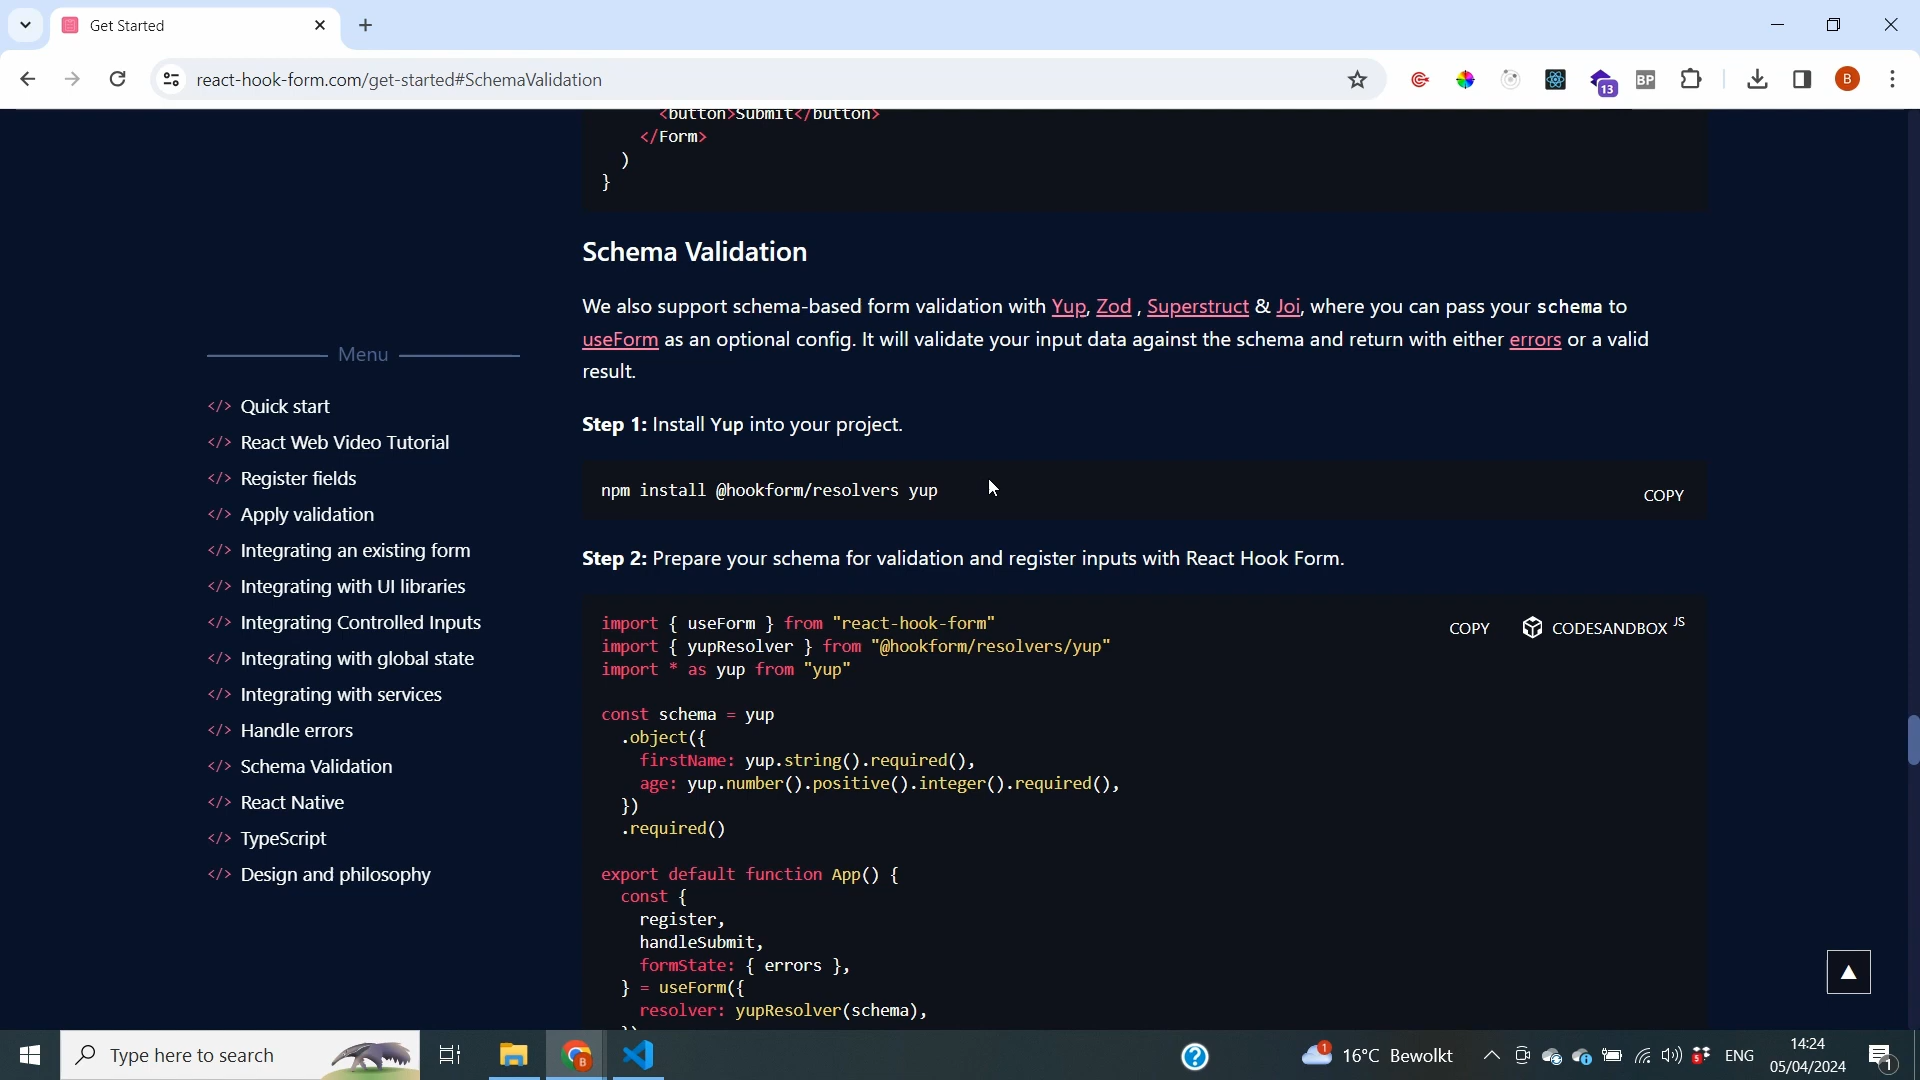 Get Started
react-hook-form.com/get-started#SchemaValidation
BP
13
B
<button>Submit</button>
</Form>
)
}
Schema Validation
We also support schema-based form validation with Yup, Zod , Superstruct & Joi, where you can pass your schema to
useForm as an optional config. It will validate your input data against the schema and return with either errors or a valid
result.
Step 1: Install Yup into your project.
npm install @hookform/resolvers yup
COPY
Step 2: Prepare your schema for validation and register inputs with React Hook Form.
COPY
CODESANDBOX JS
import { useForm } from "react-hook-form"
import { yupResolver } from "@hookform/resolvers/yup"
import * as yup from "yup"
const schema = yup
.object({
firstName: yup.string().required(),
age: yup.number().positive().integer().required(),
})
.required()
export default function App() {
const {
register,
handleSubmit,
formState: { errors },
} = useForm({
resolver: yupResolver(schema),
})
Menu
</> Quick start
</> React Web Video Tutorial
</> Register fields
</> Apply validation
</> Integrating an existing form
</> Integrating with UI libraries
</> Integrating Controlled Inputs
</> Integrating with global state
</> Integrating with services
</> Handle errors
</> Schema Validation
</> React Native
</> TypeScript
</> Design and philosophy
Type here to search
B
1
16°C Bewolkt
5
ENG
14:24
05/04/2024
1